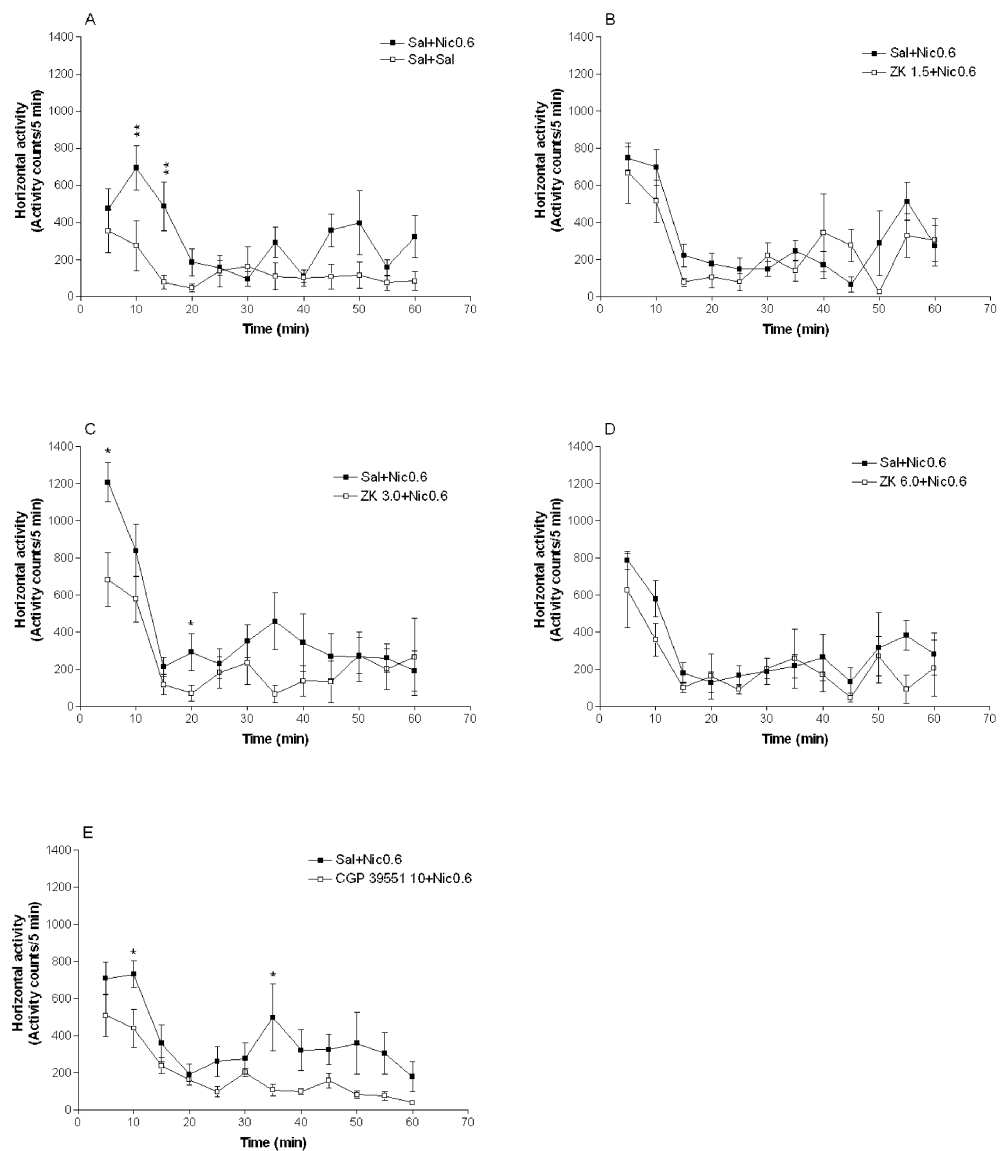 A
Horizontal activity
(Activity counts/5 min)
1400
1200
1000
800
600
400
200
0
Sal+Nic0.6
Sal+Sal
**
**
0 10 20 30 40 50 60 70
Time (min)
B
Horizontal activity
(Activity counts/5 min)
1400
1200
1000
800
600
400
200
0
Sal+Nic0.6
ZK 1.5+Nic0.6
0 10 20 30 40 50 60 70
Time (min)
C
Horizontal activity
(Activity counts/5 min)
1400
1200
1000
800
600
400
200
0
*
*
Sal+Nic0.6
ZK 3.0+Nic0.6
0 10 20 30 40 50 60 70
Time (min)
D
Horizontal activity
(Activity counts/5 min)
1400
1200
1000
800
600
400
200
0
Sal+Nic0.6
ZK 6.0+Nic0.6
0 10 20 30 40 50 60 70
Time (min)
E
Horizontal activity
(Activity counts/5 min)
1400
1200
1000
800
600
400
200
0
Sal+Nic0.6
CGP 39551 10+Nic0.6
*
*
0 10 20 30 40 50 60 70
Time (min)